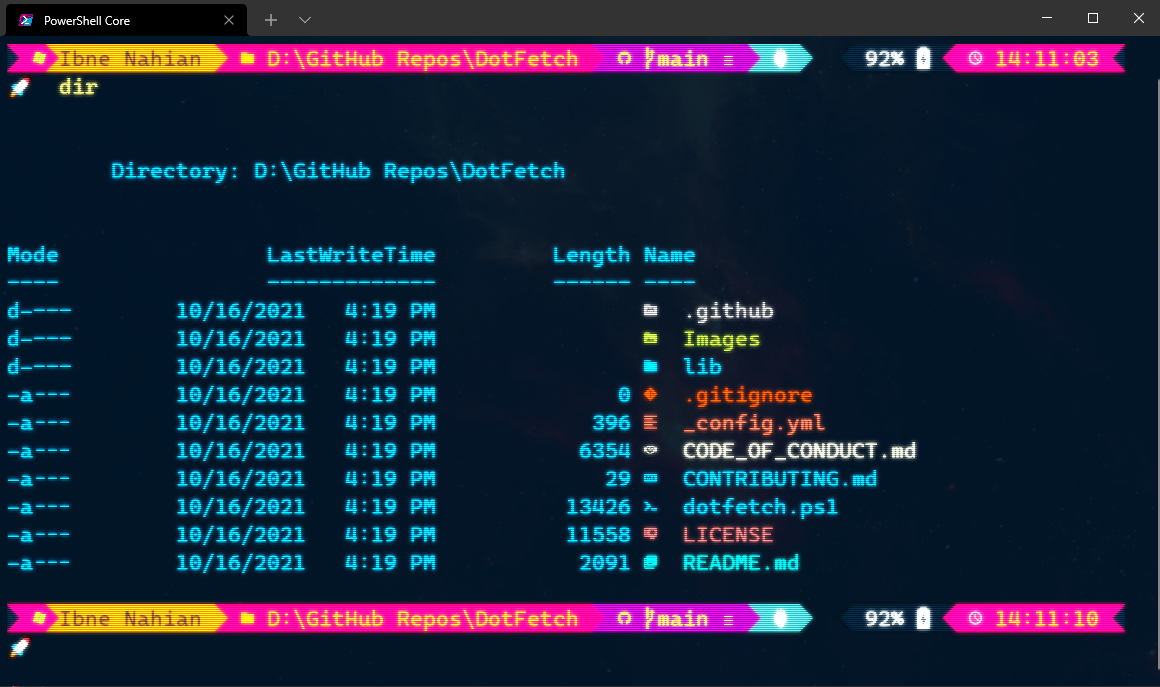 PowerShell Core
Ibne Nahian D:\GitHub Repos\DotFetch main ≡ 92% 14:11:03
dir
Directory: D:\GitHub Repos\DotFetch
Mode LastWriteTime Length Name
---- ------------- ------ ----
d---- 10/16/2021 4:19 PM .github
d---- 10/16/2021 4:19 PM Images
d---- 10/16/2021 4:19 PM lib
-a--- 10/16/2021 4:19 PM 0 .gitignore
-a--- 10/16/2021 4:19 PM 396 _config.yml
-a--- 10/16/2021 4:19 PM 6354 CODE_OF_CONDUCT.md
-a--- 10/16/2021 4:19 PM 29 CONTRIBUTING.md
-a--- 10/16/2021 4:19 PM 13426 dotfetch.ps1
-a--- 10/16/2021 4:19 PM 11558 LICENSE
-a--- 10/16/2021 4:19 PM 2091 README.md
Ibne Nahian D:\GitHub Repos\DotFetch main ≡ 92% 14:11:10